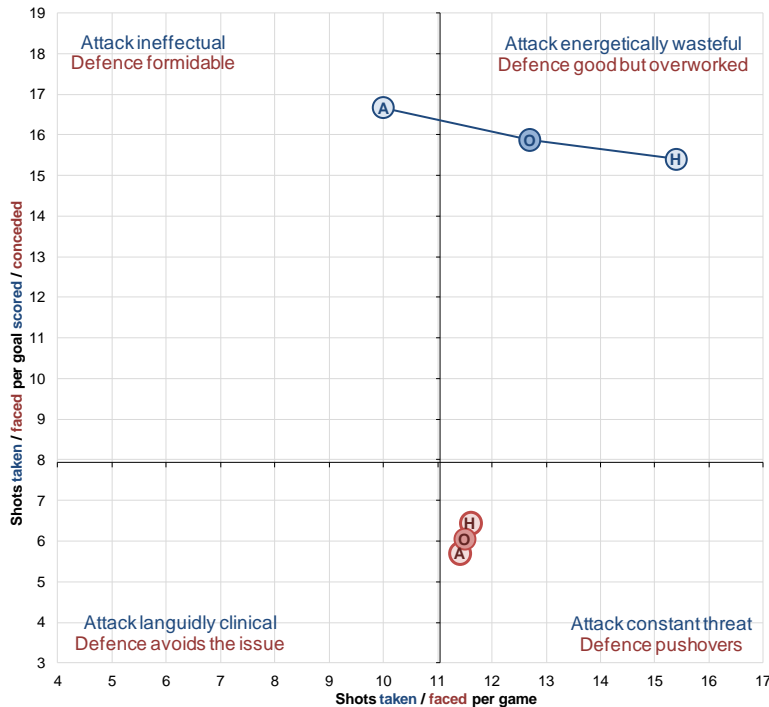 19
Attack ineffectual
Defence formidable
Attack energetically wasteful
Defence good but overworked
18
17
A
16
O
H
15
14
13
12
11
10
9
8
7
H
6
O
A
5
4
Attack languidly clinical
Defence avoids the issue
Attack constant threat
Defence pushovers
3
4 5 6 7 8 9 10 11 12 13 14 15 16 17
Shots taken / faced per game
Shots taken / faced per goal scored / conceded